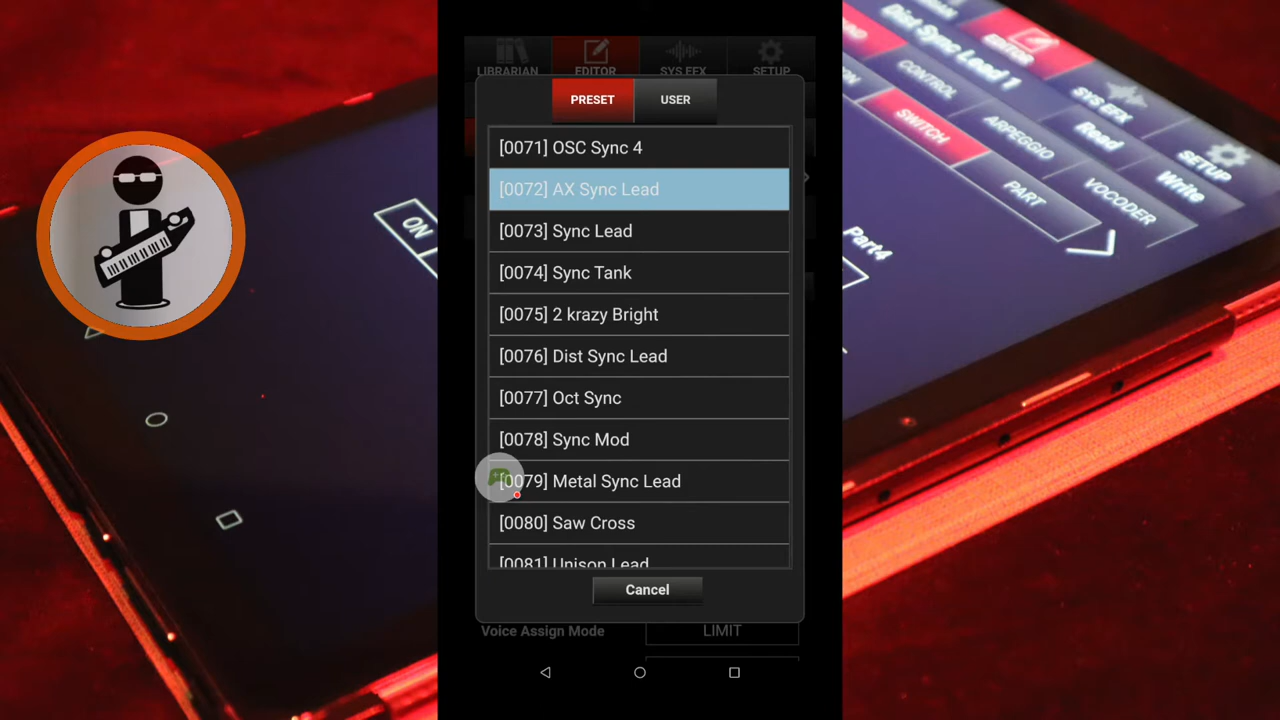 LIBRARIAN EDITOR SYS EFX SETUP
PRESET USER
[0071] OSC Sync 4
[0072] AX Sync Lead
[0073] Sync Lead
[0074] Sync Tank
[0075] 2 krazy Bright
[0076] Dist Sync Lead
[0077] Oct Sync
[0078] Sync Mod
[0079] Metal Sync Lead
[0080] Saw Cross
[0081] Unison Lead
Cancel
Voice Assign Mode LIMIT
ON
Dist Sync Lead 1
EDITOR
SYS EFX
SETUP
CONTROL
Read
Write
SWITCH
ARPEGGIO
VOCODER
PART
Part4